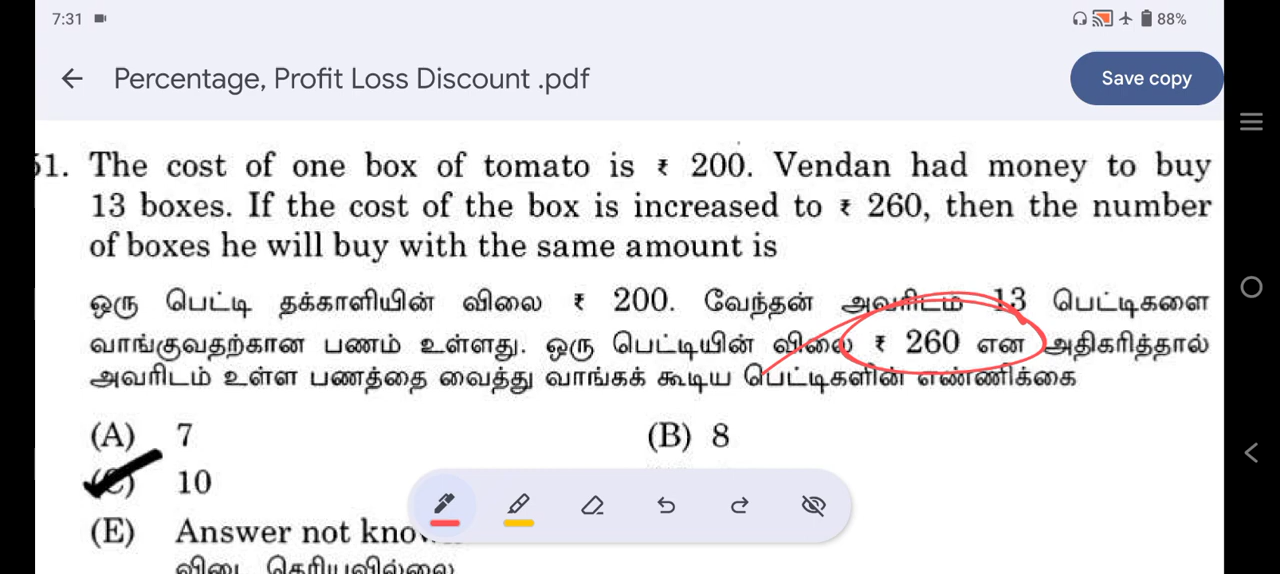 7:31 88%
Percentage, Profit Loss Discount .pdf
Save copy
51. The cost of one box of tomato is ₹ 200. Vendan had money to buy
13 boxes. If the cost of the box is increased to ₹ 260, then the number
of boxes he will buy with the same amount is
ஒரு பெட்டி தக்காளியின் விலை ₹ 200. வேந்தன் அவரிடம் 13 பெட்டிகளை
வாங்குவதற்கான பணம் உள்ளது. ஒரு பெட்டியின் விலை ₹ 260 என அதிகரித்தால்
அவரிடம் உள்ள பணத்தை வைத்து வாங்கக் கூடிய பெட்டிகளின் எண்ணிக்கை
(A) 7
(B) 8
(C) 10
(E) Answer not
விடை தெரியவில்லை